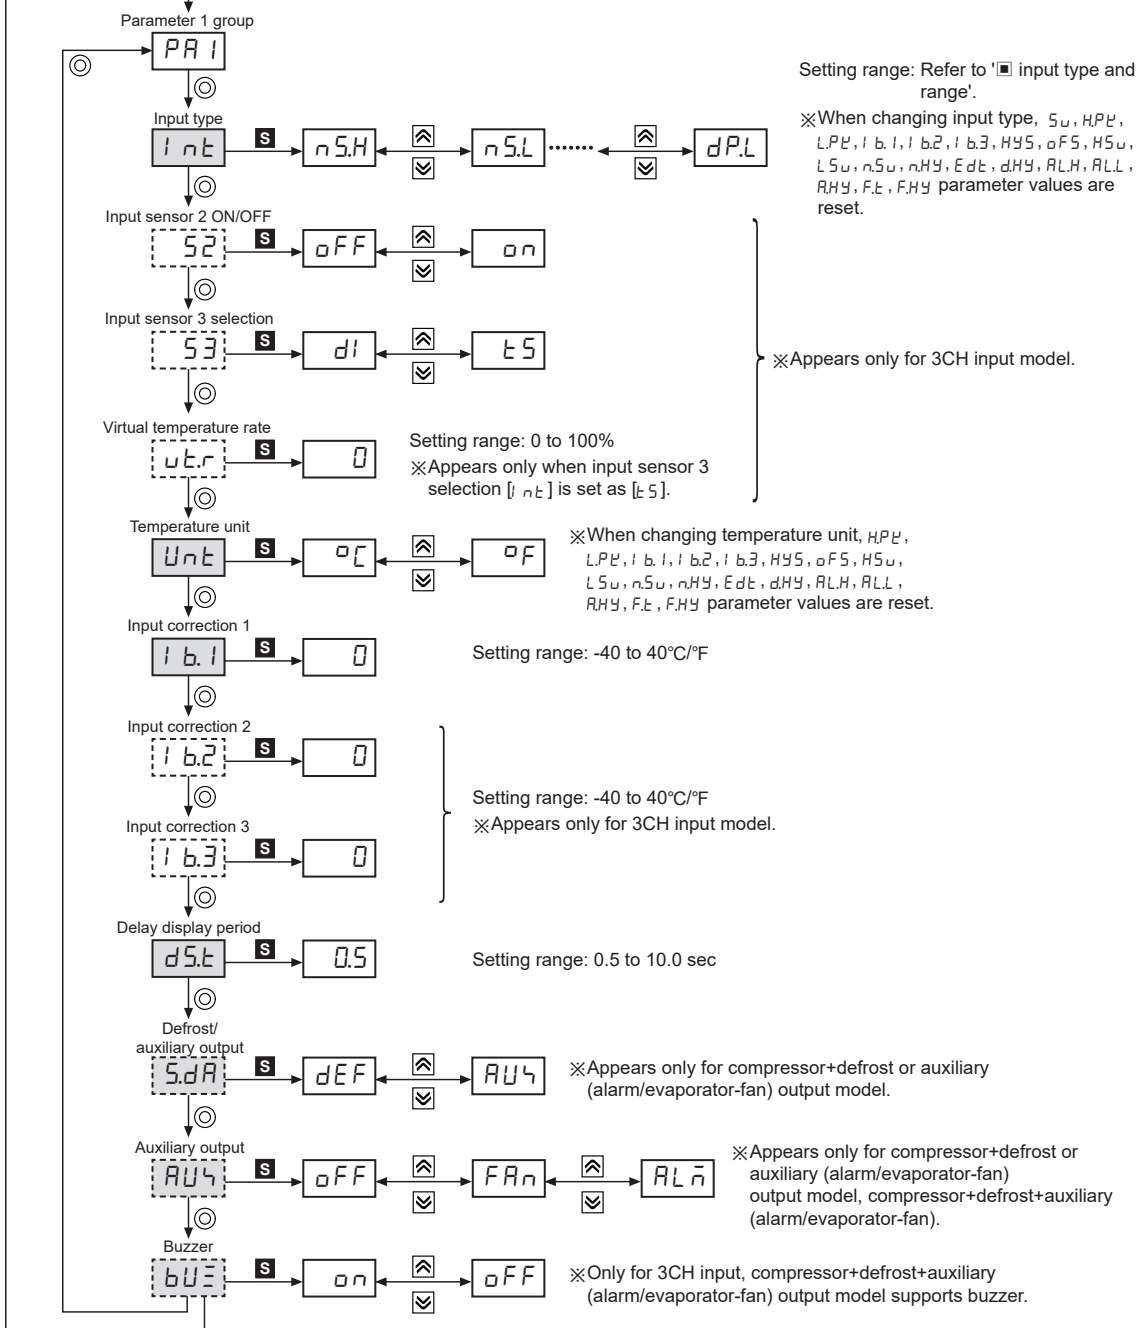 Parameter 1 group
PA1
Setting range: Refer to '▣ input type and
range'.
Input type
※When changing input type, Su, H.PK,
InT S nS.H nS.L ....... dP.L
L.PK, Ib.1, Ib.2, Ib.3, HYS, oFS, HSu,
LSu, n.Su, n.HY, Edt, d.HY, AL.H, AL.L,
A.HY, F.t, F.HY parameter values are
reset.
Input sensor 2 ON/OFF
S2 S oFF on
Input sensor 3 selection
S3 S dI tS
※Appears only for 3CH input model.
Virtual temperature rate
ut.r S 0
Setting range: 0 to 100%
※Appears only when input sensor 3
selection [Int] is set as [tS].
Temperature unit
Unt S °C °F
※When changing temperature unit, H.PK,
L.PK, Ib.1, Ib.2, Ib.3, HYS, oFS, HSu,
LSu, n.Su, n.HY, Edt, d.HY, AL.H, AL.L,
A.HY, F.t, F.HY parameter values are reset.
Input correction 1
Ib.1 S 0
Setting range: -40 to 40℃/℉
Input correction 2
Ib.2 S 0
Setting range: -40 to 40℃/℉
※Appears only for 3CH input model.
Input correction 3
Ib.3 S 0
Delay display period
dS.t S 0.5
Setting range: 0.5 to 10.0 sec
Defrost/
auxiliary output
S.dA S dEF AUX
※Appears only for compressor+defrost or auxiliary
(alarm/evaporator-fan) output model.
Auxiliary output
AUX S oFF FAn ALM
※Appears only for compressor+defrost or
auxiliary (alarm/evaporator-fan)
output model, compressor+defrost+auxiliary
(alarm/evaporator-fan).
Buzzer
bUZ S on oFF
※Only for 3CH input, compressor+defrost+auxiliary
(alarm/evaporator-fan) output model supports buzzer.